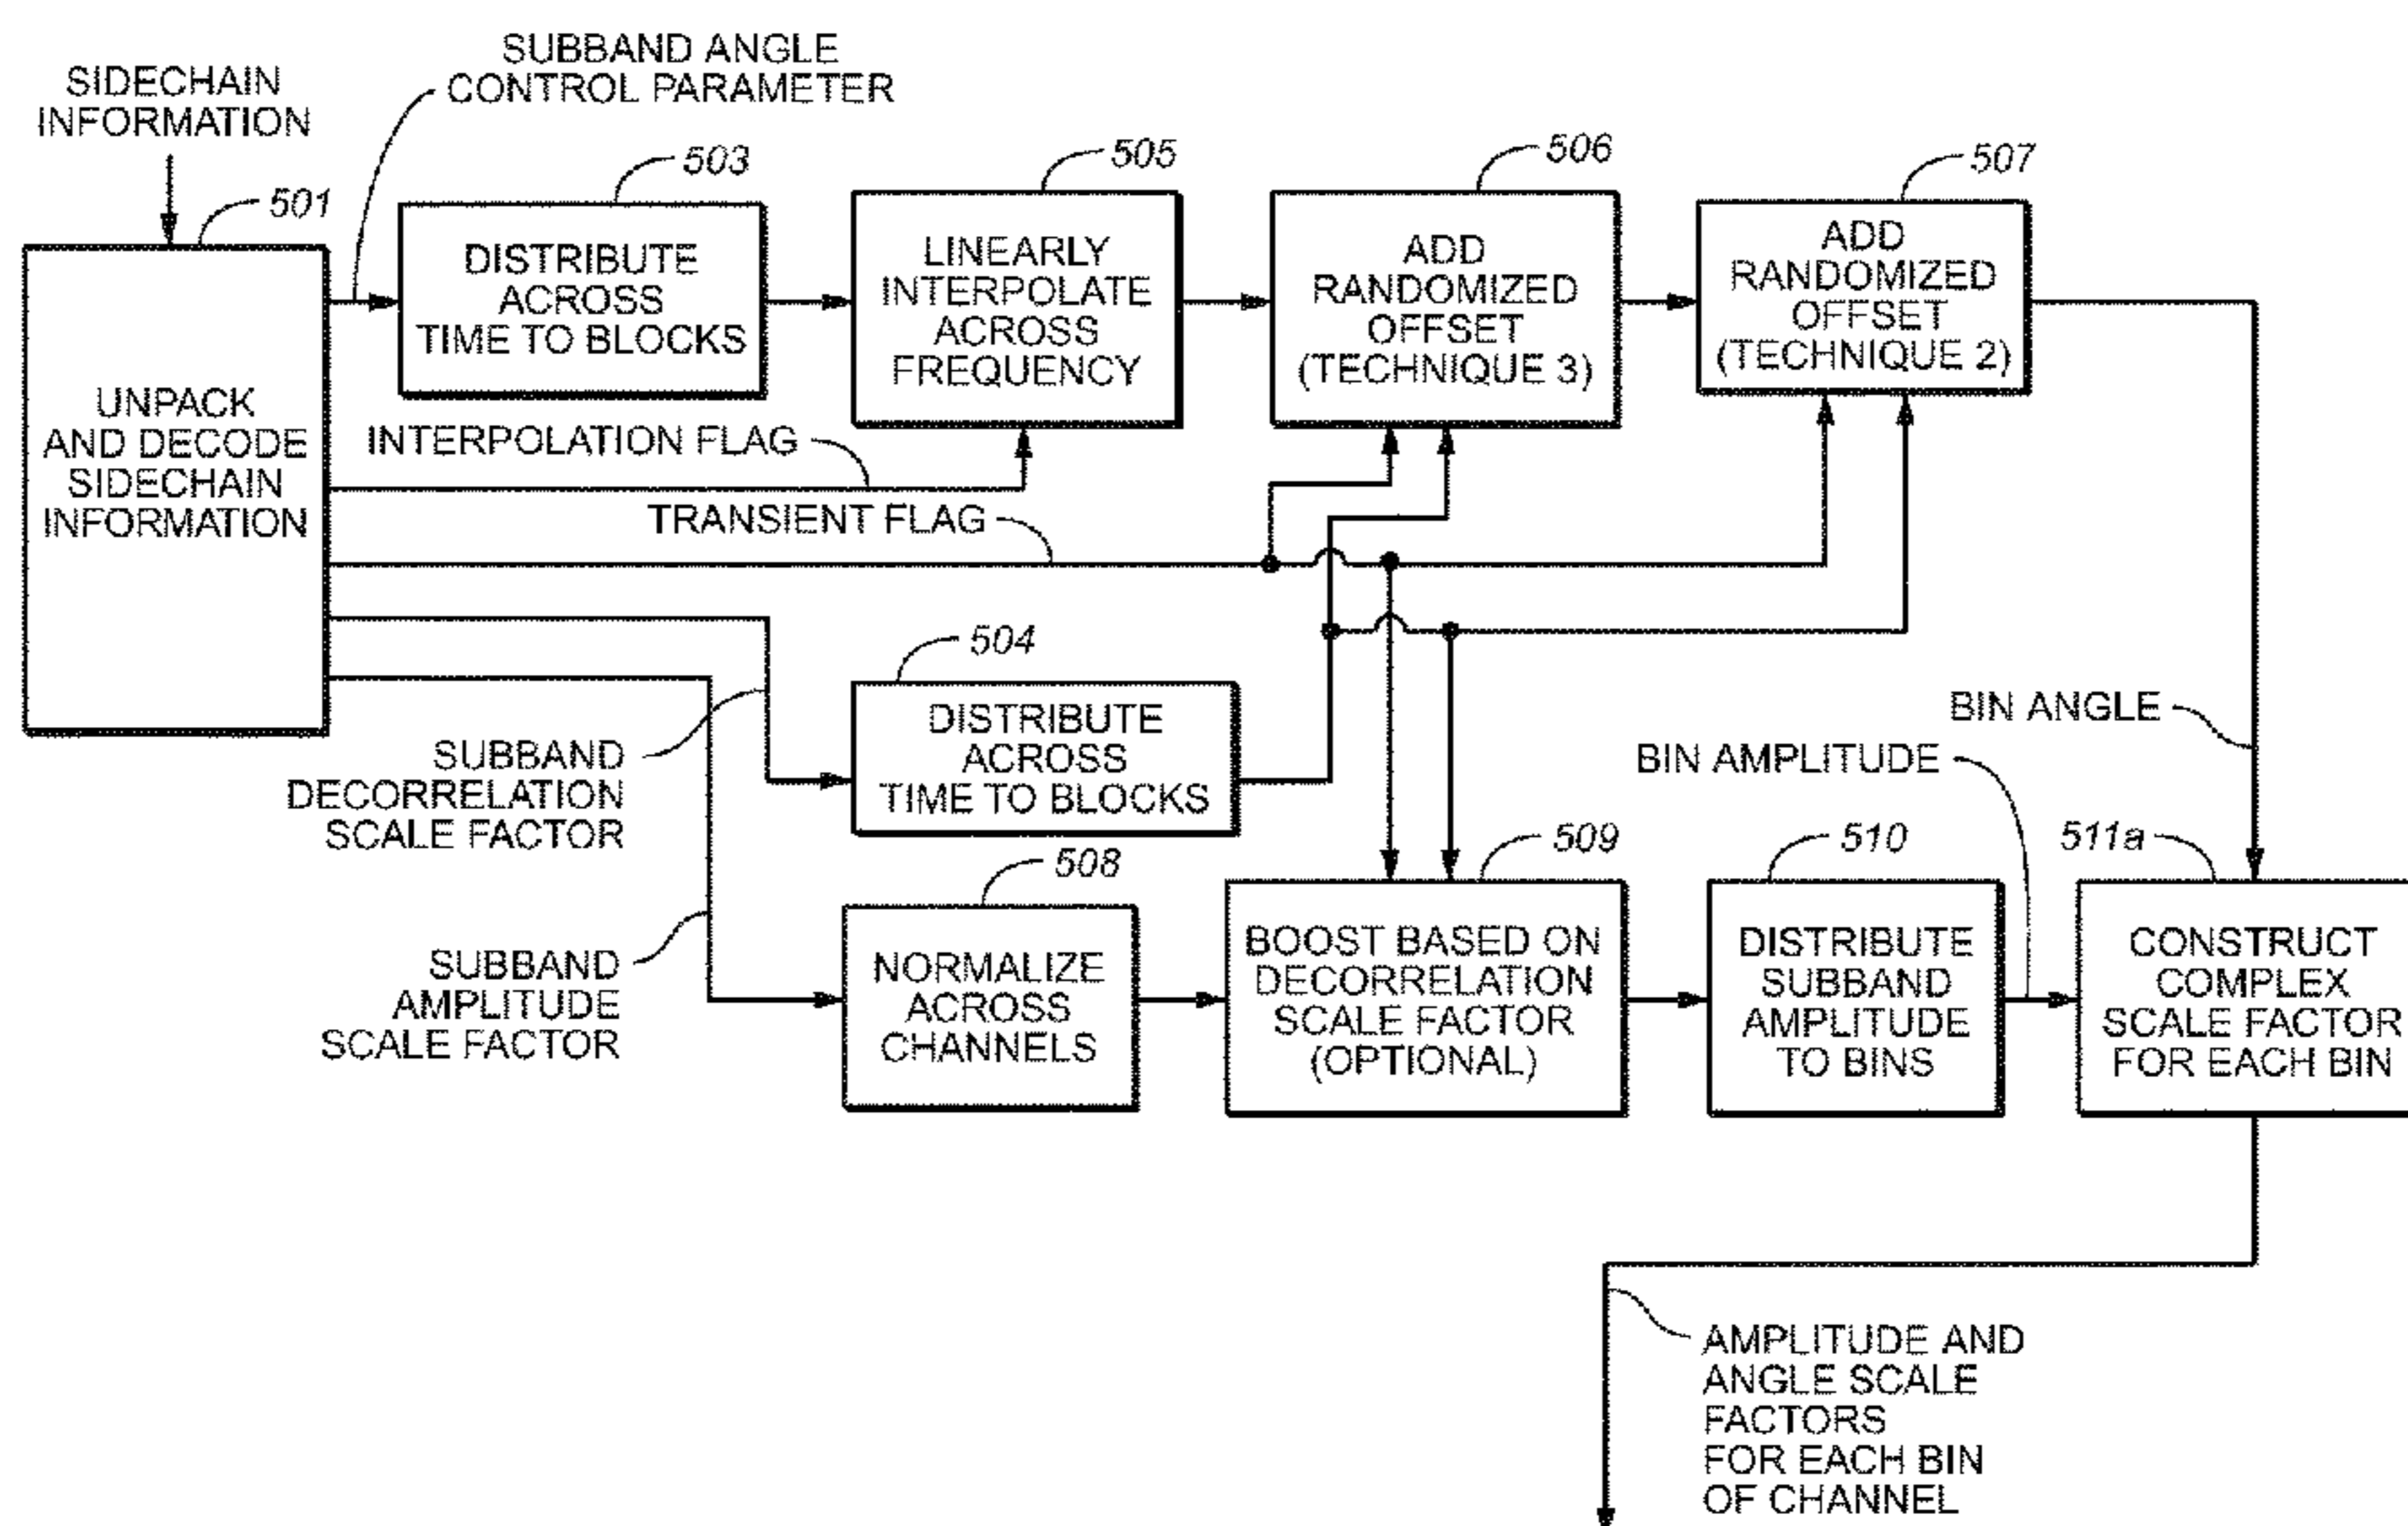 SUBBAND ANGLE
CONTROL PARAMETER
SIDECHAIN
INFORMATION
501
503
505
506
507
UNPACK
AND DECODE
SIDECHAIN
INFORMATION
DISTRIBUTE
ACROSS
TIME TO BLOCKS
LINEARLY
INTERPOLATE
ACROSS
FREQUENCY
ADD
RANDOMIZED
OFFSET
(TECHNIQUE 3)
ADD
RANDOMIZED
OFFSET
(TECHNIQUE 2)
INTERPOLATION FLAG
TRANSIENT FLAG
504
DISTRIBUTE
ACROSS
TIME TO BLOCKS
SUBBAND
DECORRELATION
SCALE FACTOR
BIN ANGLE
BIN AMPLITUDE
508
509
510
511a
SUBBAND
AMPLITUDE
SCALE FACTOR
NORMALIZE
ACROSS
CHANNELS
BOOST BASED ON
DECORRELATION
SCALE FACTOR
(OPTIONAL)
DISTRIBUTE
SUBBAND
AMPLITUDE
TO BINS
CONSTRUCT
COMPLEX
SCALE FACTOR
FOR EACH BIN
AMPLITUDE AND
ANGLE SCALE
FACTORS
FOR EACH BIN
OF CHANNEL